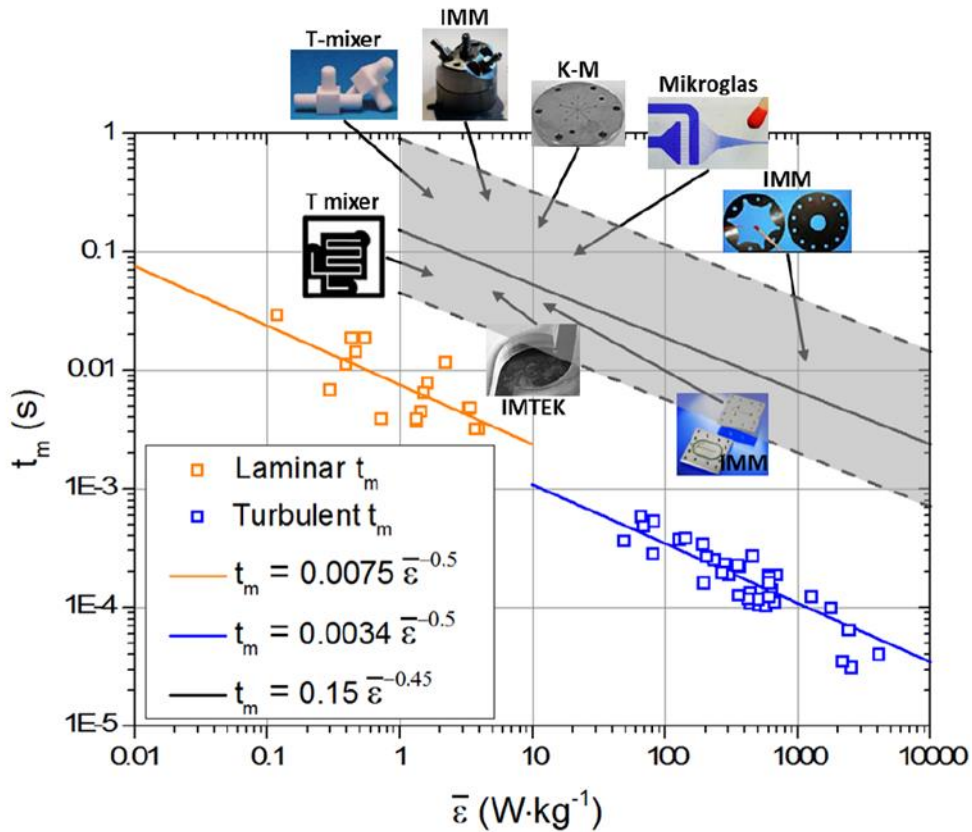 T-mixer
IMM
K-M
Mikroglas
IMM
T mixer
IMTEK
IMM
1
0.1
0.01
1E-3
1E-4
1E-5
t_m (s)
Laminar t_m
Turbulent t_m
t_m = 0.0075 ε̅^-0.5
t_m = 0.0034 ε̅^-0.5
t_m = 0.15 ε̅^-0.45
0.01 0.1 1 10 100 1000 10000
ε̅ (W·kg^-1)